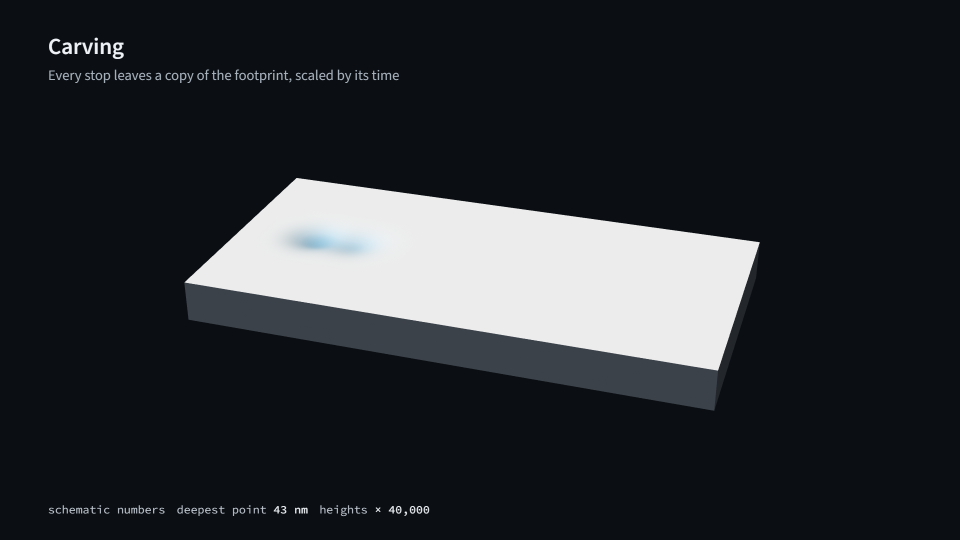 Carving
Every stop leaves a copy of the footprint, scaled by its time
schematic numbers deepest point 43 nm heights × 40,000